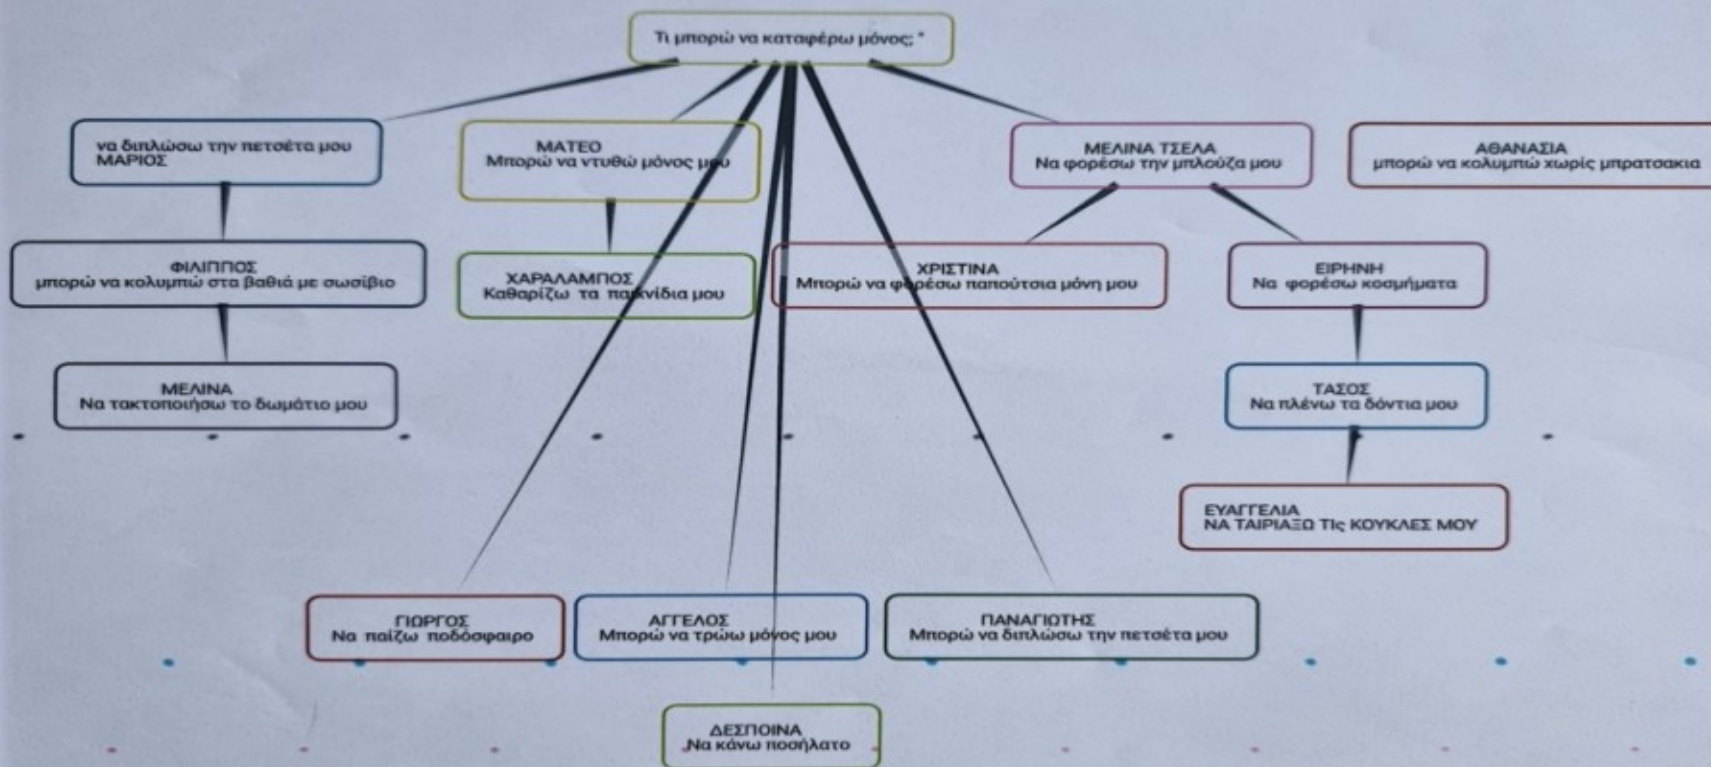 Τι μπορώ να καταφέρω μόνος; "
να διπλώσω την πετσέτα μου
ΜΑΡΙΟΣ
ΜΑΤΕΟ
Μπορώ να ντυθώ μόνος μου
ΜΕΛΙΝΑ ΤΣΕΛΑ
Να φορέσω την μπλούζα μου
ΑΘΑΝΑΣΙΑ
μπορώ να κολυμπώ χωρίς μπρατσακια
ΦΙΛΙΠΠΟΣ
μπορώ να κολυμπώ στα βαθιά με σωσίβιο
ΧΑΡΑΛΑΜΠΟΣ
Καθαρίζω τα παιχνίδια μου
ΧΡΙΣΤΙΝΑ
Μπορώ να φορέσω παπούτσια μόνη μου
ΕΙΡΗΝΗ
Να φορέσω κοσμήματα
ΜΕΛΙΝΑ
Να τακτοποιήσω το δωμάτιο μου
ΤΑΣΟΣ
Να πλένω τα δόντια μου
ΕΥΑΓΓΕΛΙΑ
ΝΑ ΤΑΙΡΙΑΞΩ ΤΙς ΚΟΥΚΛΕΣ ΜΟΥ
ΓΙΩΡΓΟΣ
Να παίζω ποδόσφαιρο
ΑΓΓΕΛΟΣ
Μπορώ να τρώω μόνος μου
ΠΑΝΑΓΙΩΤΗΣ
Μπορώ να διπλώσω την πετσέτα μου
ΔΕΣΠΟΙΝΑ
Να κάνω ποσήλατο